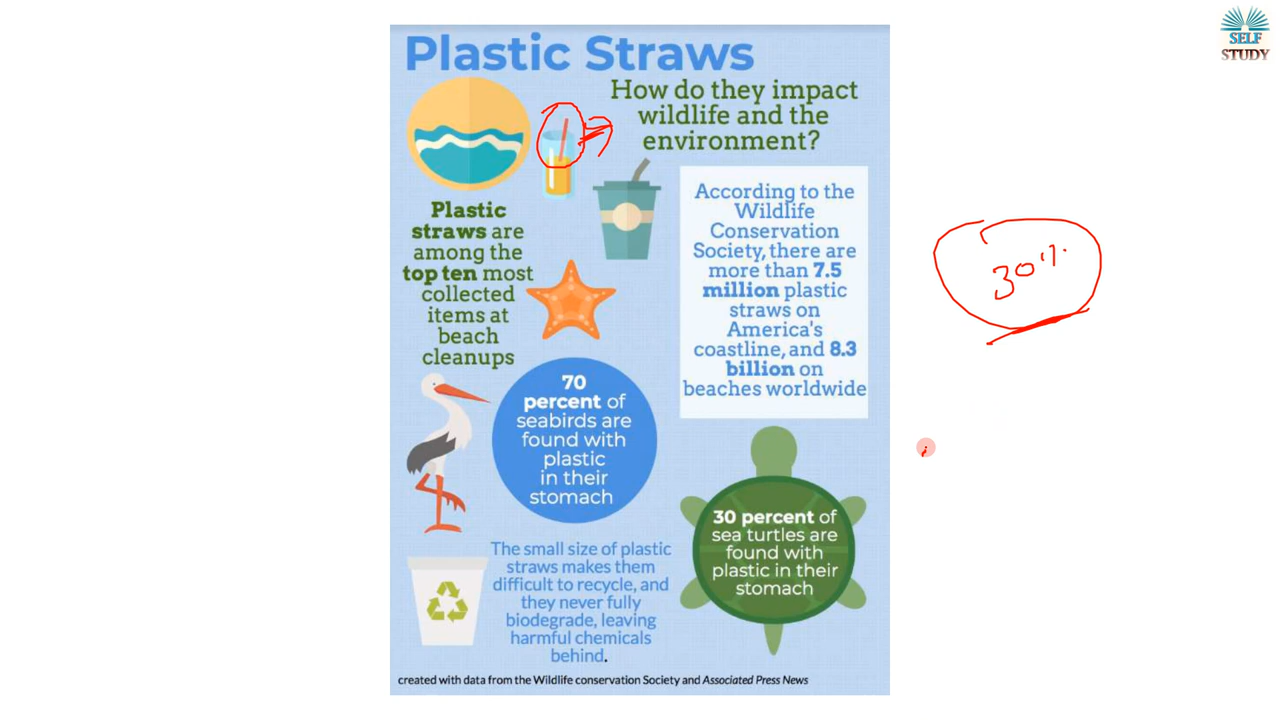 Plastic Straws
How do they impact
wildlife and the
environment?
Plastic
straws are
among the
top ten most
collected
items at
beach
cleanups
According to the
Wildlife
Conservation
Society, there are
more than 7.5
million plastic
straws on
America's
coastline, and 8.3
billion on
beaches worldwide
70
percent of
seabirds are
found with
plastic
in their
stomach
30 percent of
sea turtles are
found with
plastic in their
stomach
The small size of plastic
straws makes them
difficult to recycle, and
they never fully
biodegrade, leaving
harmful chemicals
behind.
created with data from the Wildlife conservation Society and Associated Press News
30%
SELF
STUDY